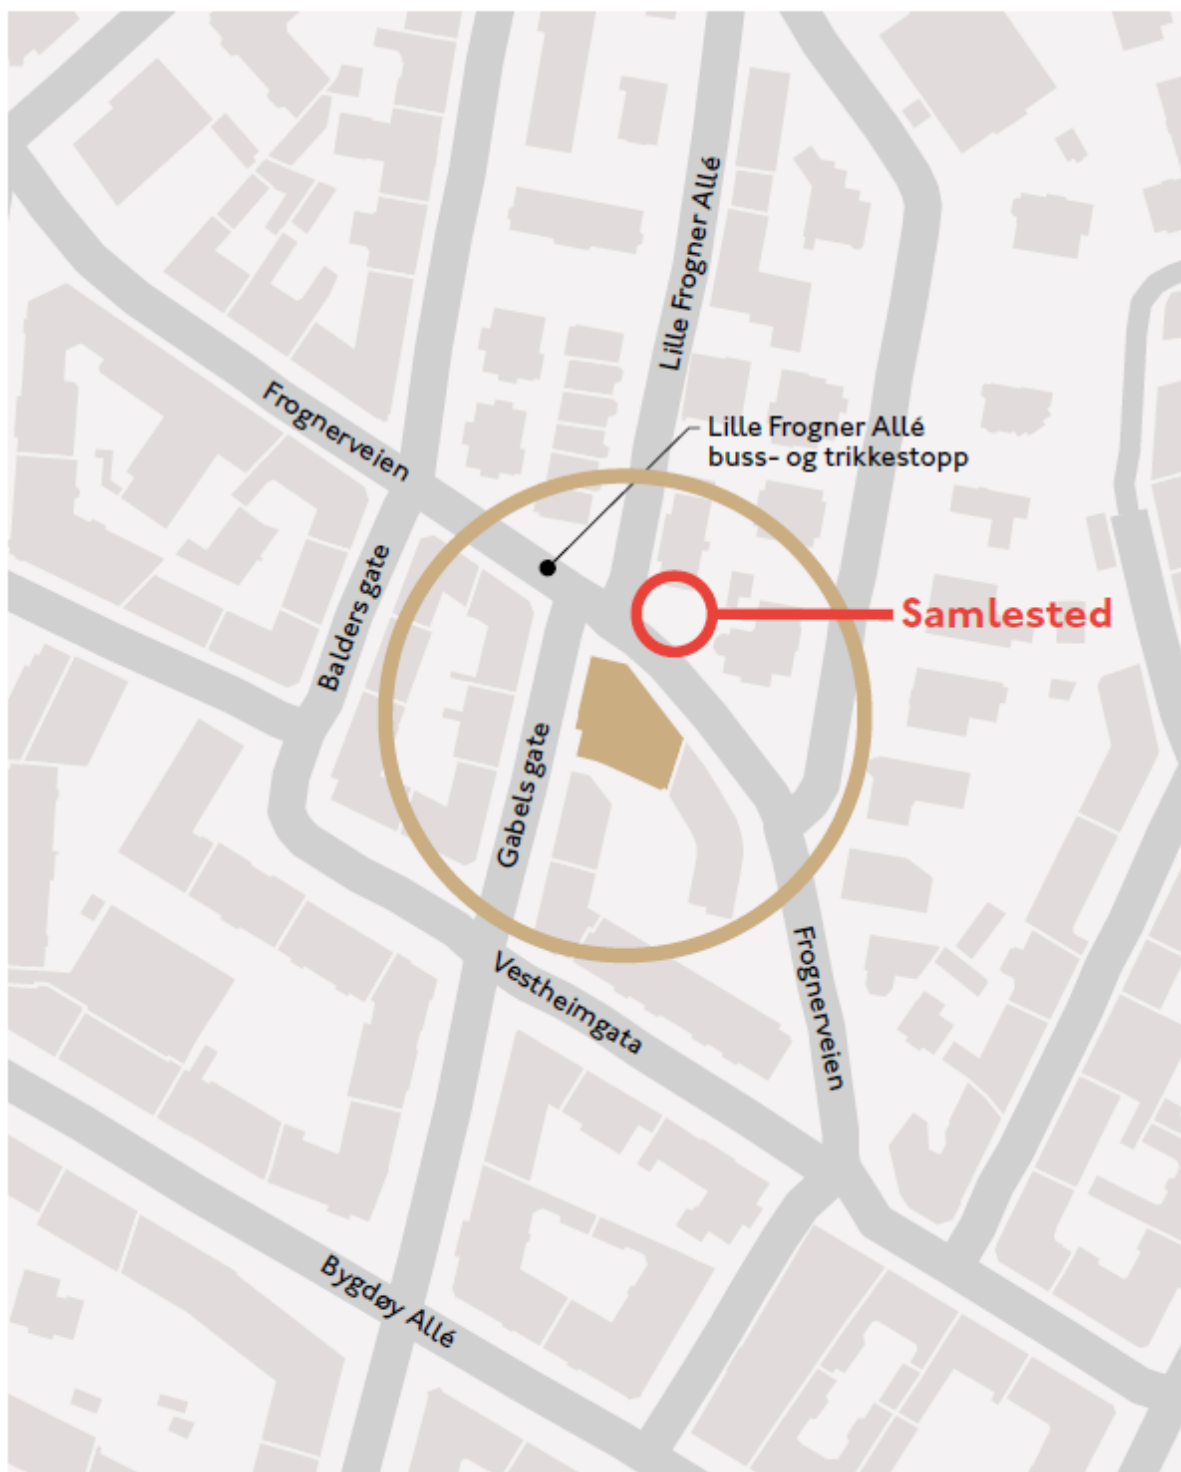 Lille Frogner Allé
Frognerveien
Lille Frogner Allé
buss- og trikkestopp
Balders gate
Samlested
Gabels gate
Vestheimgata
Frognerveien
Bygdøy Allé